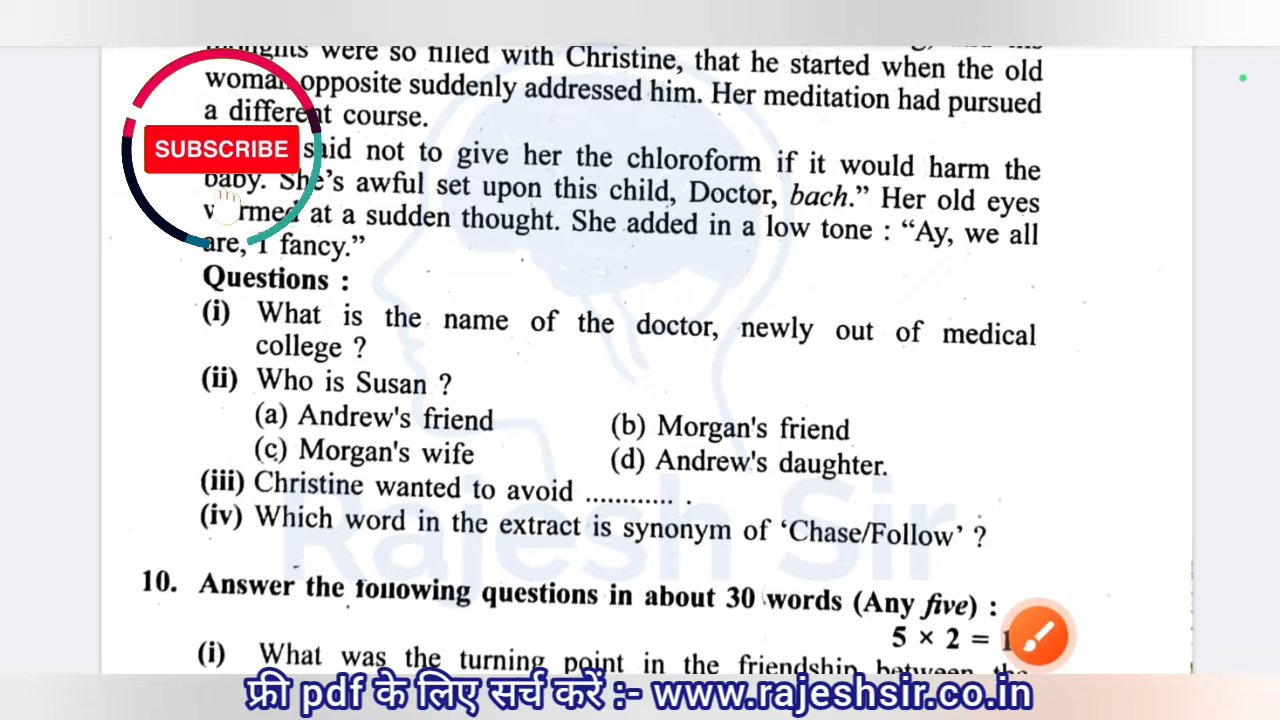 thoughts were so filled with Christine, that he started when the old
woman opposite suddenly addressed him. Her meditation had pursued
a different course.
SUBSCRIBE
said not to give her the chloroform if it would harm the
baby. She's awful set upon this child, Doctor, bach." Her old eyes
warmed at a sudden thought. She added in a low tone : "Ay, we all
are, I fancy."
Questions :
(i) What is the name of the doctor, newly out of medical
college ?
(ii) Who is Susan ?
(a) Andrew's friend (b) Morgan's friend
(c) Morgan's wife (d) Andrew's daughter.
(iii) Christine wanted to avoid ............ .
(iv) Which word in the extract is synonym of 'Chase/Follow' ?
Rajesh Sir
10. Answer the following questions in about 30 words (Any five) :
5 × 2 = 1
(i) What was the turning point in the friendship between the
फ्री pdf के लिए सर्च करें :- www.rajeshsir.co.in